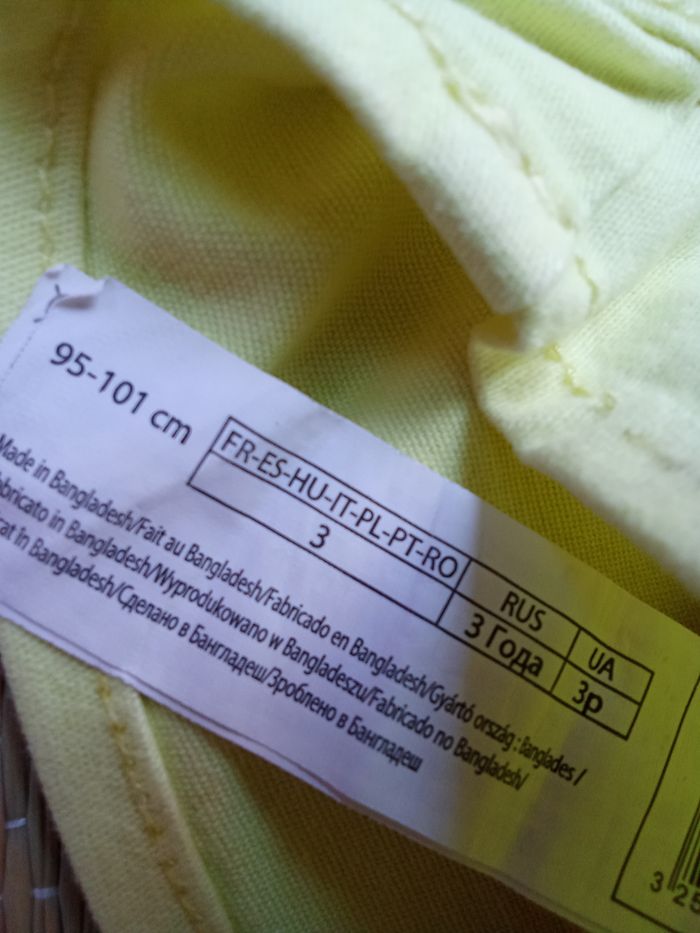 95-101 cm
FR-ES-HU-IT-PL-PT-RO
3
RUS
3 Года
UA
3р
Made in Bangladesh/Fait au Bangladesh/Fabricado en Bangladesh/Gyártó ország : Banglades /
Fabricato in Bangladesh/Wyprodukowano w Bangladeszu/Fabricado no Bangladesh/
in Bangladesh/Сделано в Бангладеш/Зроблено в Бангладеш
3 25